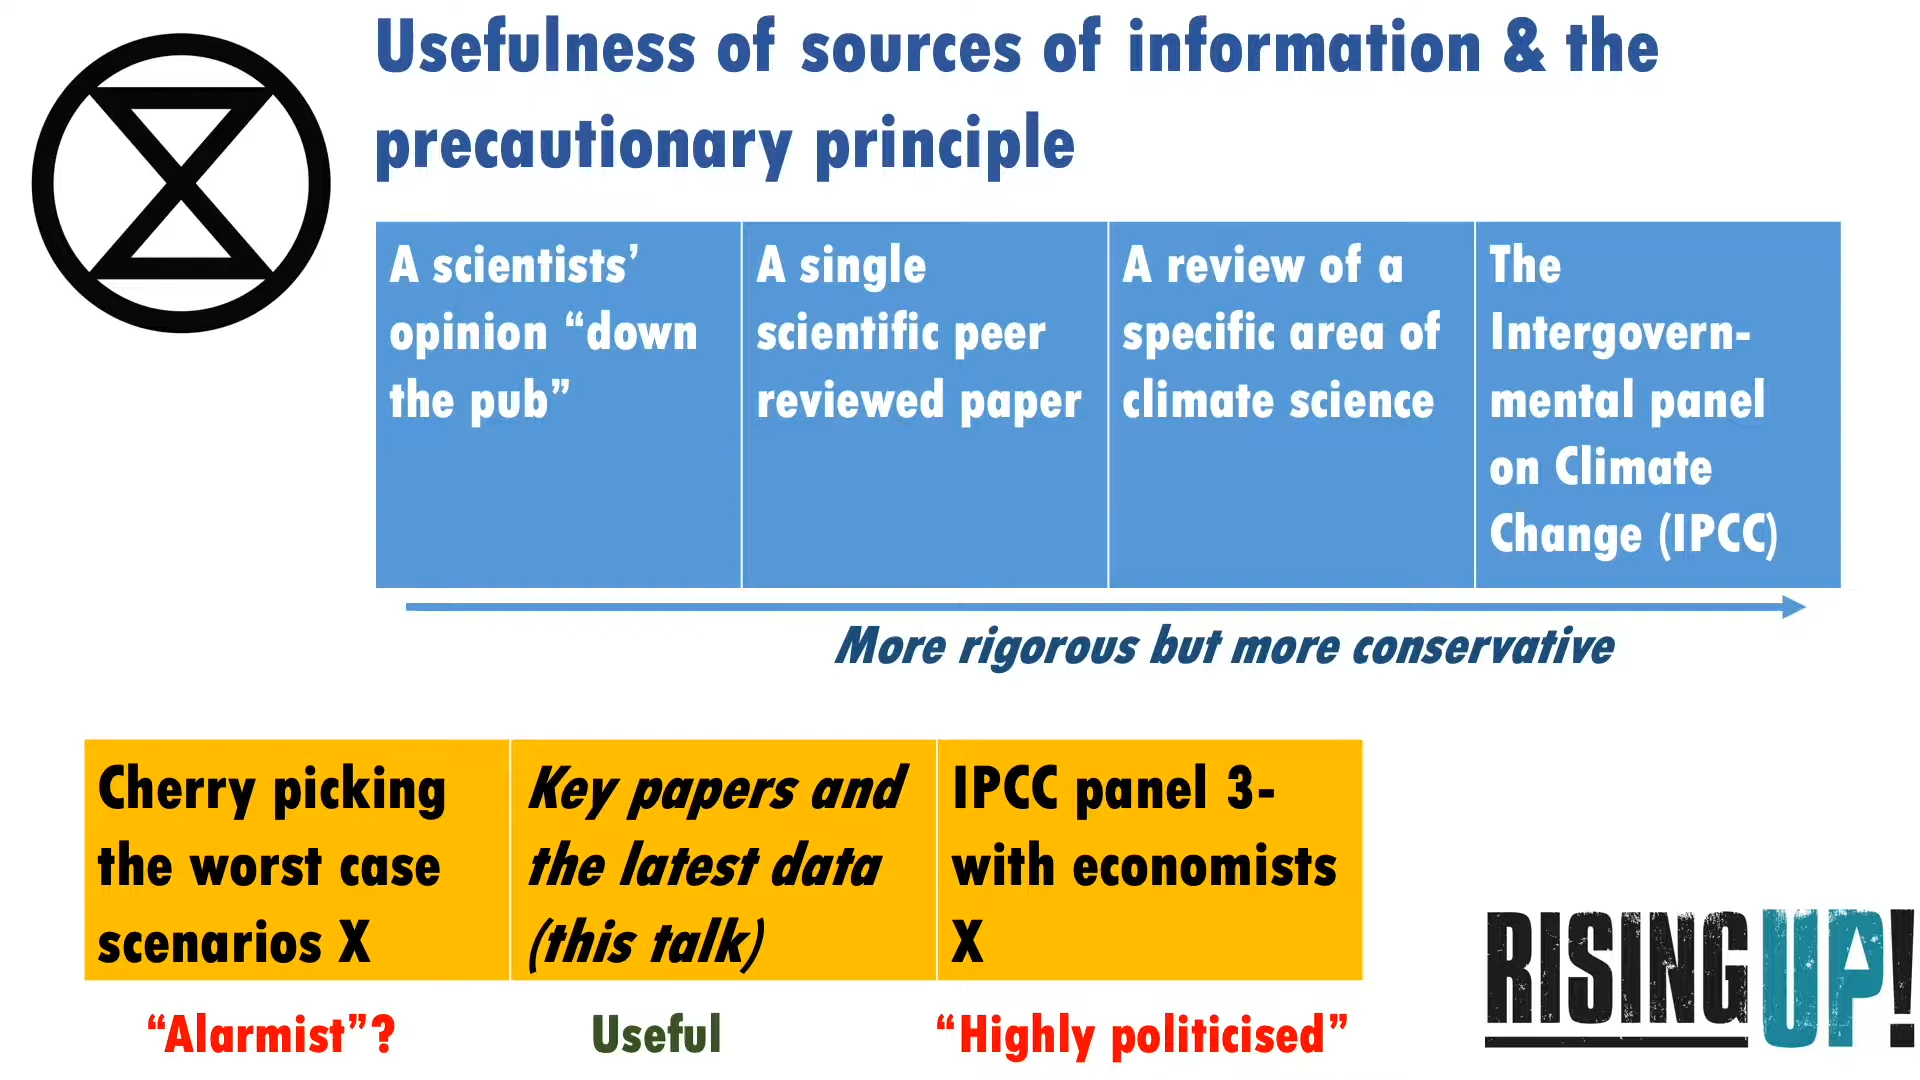 Usefulness of sources of information & the
precautionary principle
A scientists’
opinion “down
the pub”
A single
scientific peer
reviewed paper
A review of a
specific area of
climate science
The
Intergovern-
mental panel
on Climate
Change (IPCC)
More rigorous but more conservative
Cherry picking
the worst case
scenarios X
Key papers and
the latest data
(this talk)
IPCC panel 3-
with economists
X
“Alarmist”?
Useful
“Highly politicised”
RISING UP!